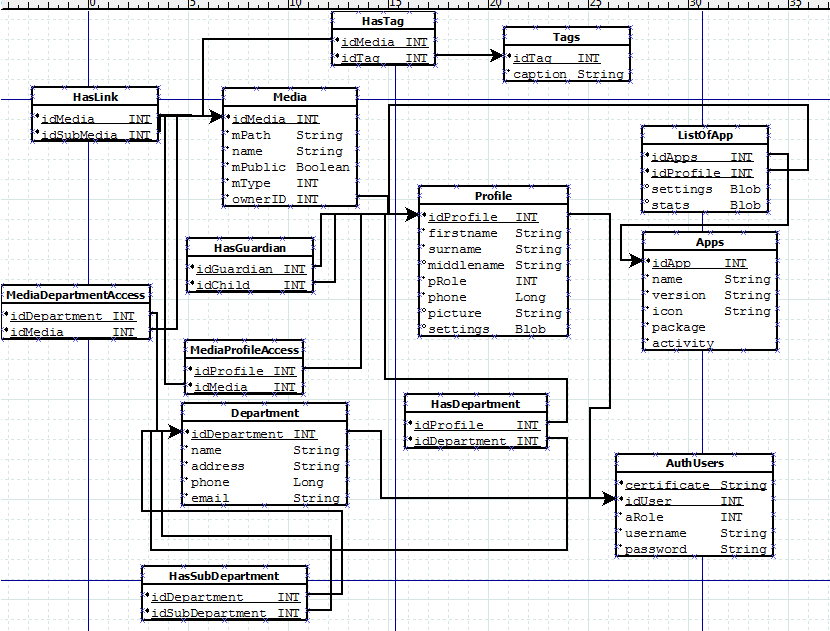 0 5 10 15 20 25 30 35
HasTag
idMedia INT
idTag INT
Tags
idTag INT
caption String
HasLink
idMedia INT
idSubMedia INT
Media
idMedia INT
mPath String
name String
mPublic Boolean
mType INT
ownerID INT
ListOfApp
idApps INT
idProfile INT
settings Blob
stats Blob
Profile
idProfile INT
firstname String
surname String
middlename String
pRole INT
phone Long
picture String
settings Blob
HasGuardian
idGuardian INT
idChild INT
Apps
idApp INT
name String
version String
icon String
package
activity
MediaDepartmentAccess
idDepartment INT
idMedia INT
MediaProfileAccess
idProfile INT
idMedia INT
Department
idDepartment INT
name String
address String
phone Long
email String
HasDepartment
idProfile INT
idDepartment INT
AuthUsers
certificate String
idUser INT
aRole INT
username String
password String
HasSubDepartment
idDepartment INT
idSubDepartment INT